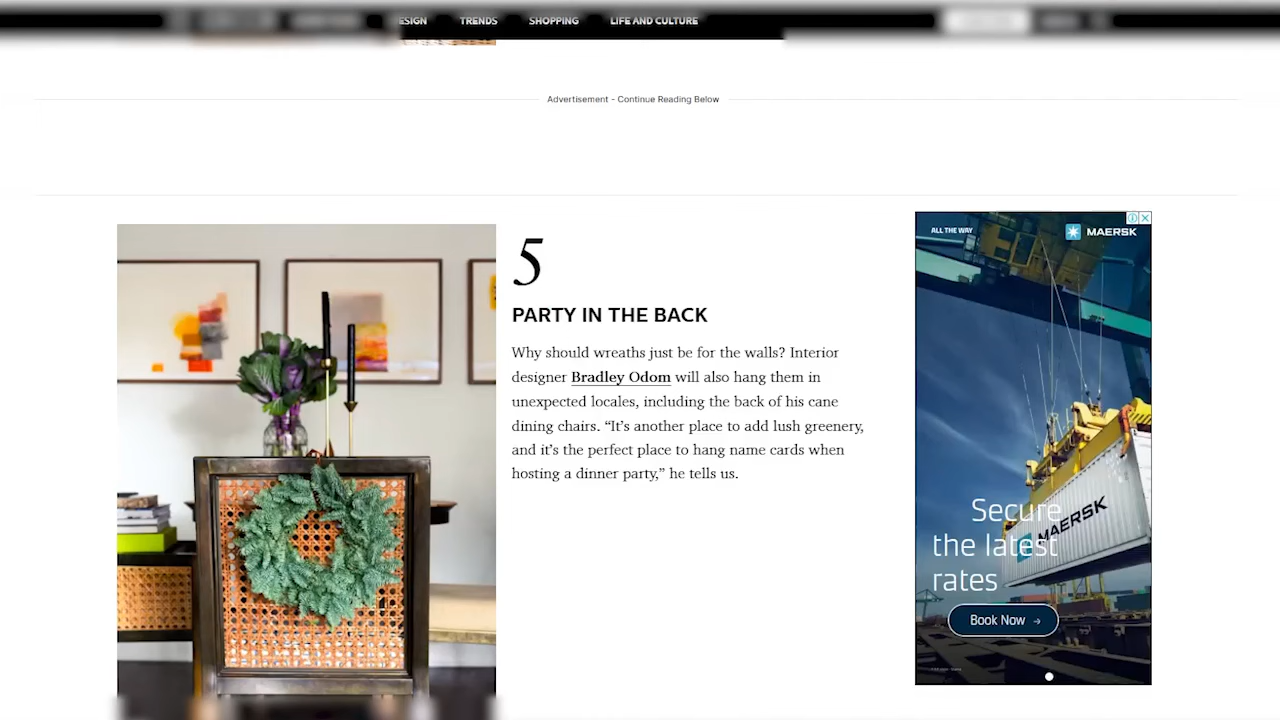 TRENDS
SHOPPING
LIFE AND CULTURE
Advertisement - Continue Reading Below
5
PARTY IN THE BACK
Why should wreaths just be for the walls? Interior
designer Bradley Odom will also hang them in
unexpected locales, including the back of his cane
dining chairs. “It’s another place to add lush greenery,
and it’s the perfect place to hang name cards when
hosting a dinner party,” he tells us.
ALL THE WAY
MAERSK
MAERSK
Secure
the latest
rates
Book Now →